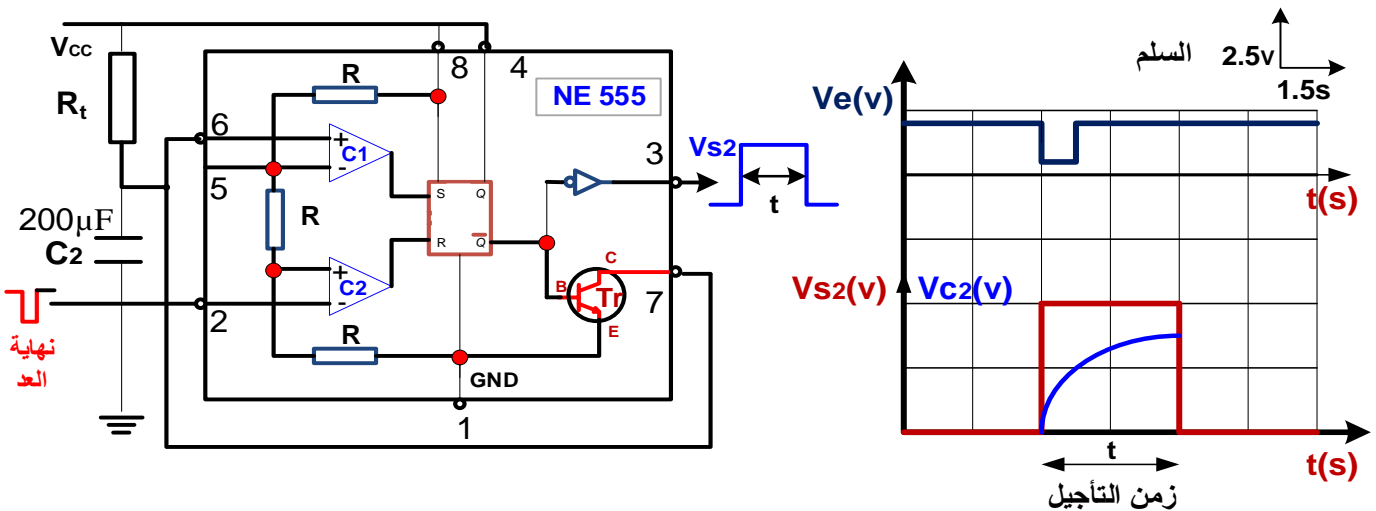 Vcc
Rt
200µF
C2
نهاية
العد
6
5
2
R
R
R
C1
C2
+
-
+
-
8
4
NE 555
S
Q
R
Q̅
GND
1
B
C
E
Tr
3
7
Vs2
t
السلم
2.5v
1.5s
Ve(v)
t(s)
Vs2(v)
Vc2(v)
t
t(s)
زمن التأجيل